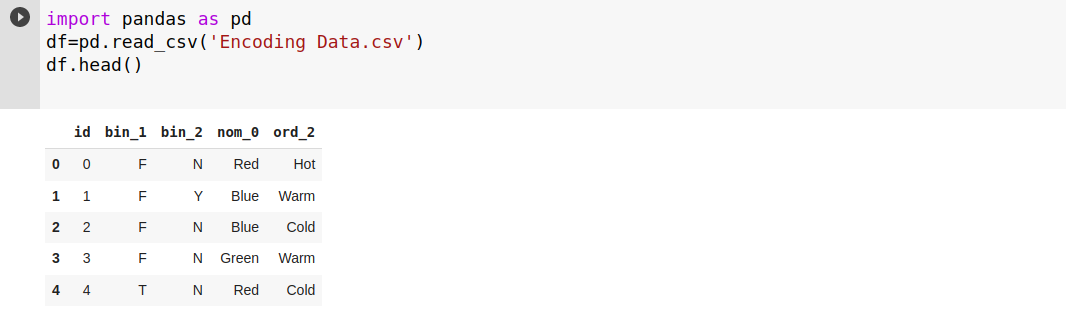 import pandas as pd
df=pd.read_csv('Encoding Data.csv')
df.head()
id bin_1 bin_2 nom_0 ord_2
0 0 F N Red Hot
1 1 F Y Blue Warm
2 2 F N Blue Cold
3 3 F N Green Warm
4 4 T N Red Cold